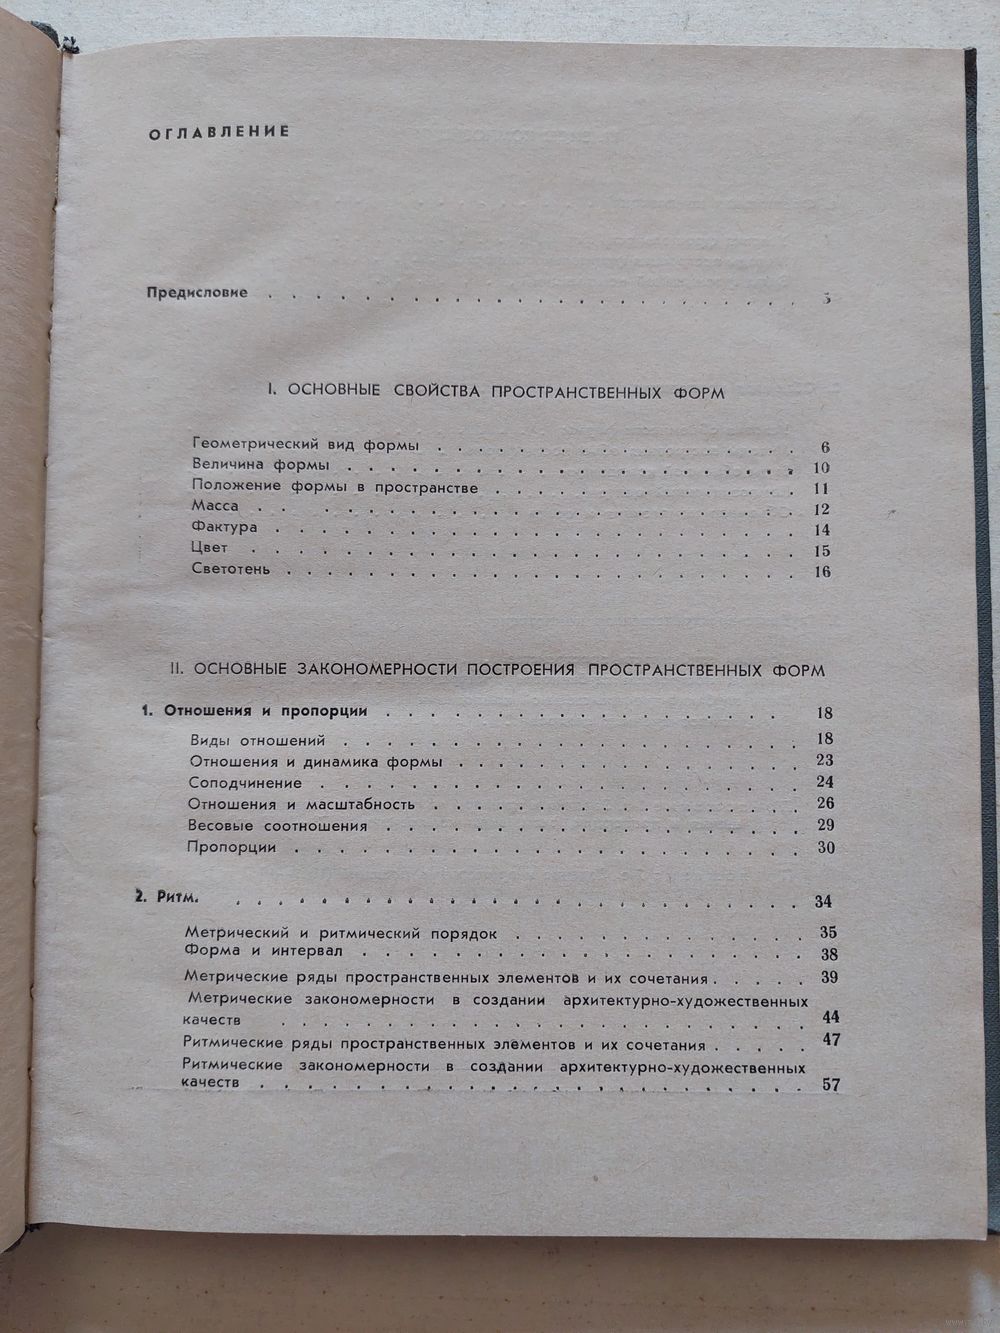 ОГЛАВЛЕНИЕ
Предисловие . . . . . . . . . . . . . . . . . . . . . . . .
I. ОСНОВНЫЕ СВОЙСТВА ПРОСТРАНСТВЕННЫХ ФОРМ
Геометрический вид формы . . . . . . . . . . . . . . . . . 6
Величина формы . . . . . . . . . . . . . . . . . . . . 10
Положение формы в пространстве . . . . . . . . . . . . . . 11
Масса . . . . . . . . . . . . . . . . . . . . . . . . 12
Фактура . . . . . . . . . . . . . . . . . . . . . . . 14
Цвет . . . . . . . . . . . . . . . . . . . . . . . . 15
Светотень . . . . . . . . . . . . . . . . . . . . . . 16
II. ОСНОВНЫЕ ЗАКОНОМЕРНОСТИ ПОСТРОЕНИЯ ПРОСТРАНСТВЕННЫХ ФОРМ
1. Отношения и пропорции . . . . . . . . . . . . . . . . . . 18
Виды отношений . . . . . . . . . . . . . . . . . . . . 18
Отношения и динамика формы . . . . . . . . . . . . . . . 23
Соподчинение . . . . . . . . . . . . . . . . . . . . . 24
Отношения и масштабность . . . . . . . . . . . . . . . . 26
Весовые соотношения . . . . . . . . . . . . . . . . . . 29
Пропорции . . . . . . . . . . . . . . . . . . . . . . 30
2. Ритм. . . . . . . . . . . . . . . . . . . . . . . . . . 34
Метрический и ритмический порядок . . . . . . . . . . . . . 35
Форма и интервал . . . . . . . . . . . . . . . . . . . 38
Метрические ряды пространственных элементов и их сочетания . . . . . 39
Метрические закономерности в создании архитектурно-художественных
качеств . . . . . . . . . . . . . . . . . . . . . . . 44
Ритмические ряды пространственных элементов и их сочетания . . . . . 47
Ритмические закономерности в создании архитектурно-художественных
качеств . . . . . . . . . . . . . . . . . . . . . . . . 57